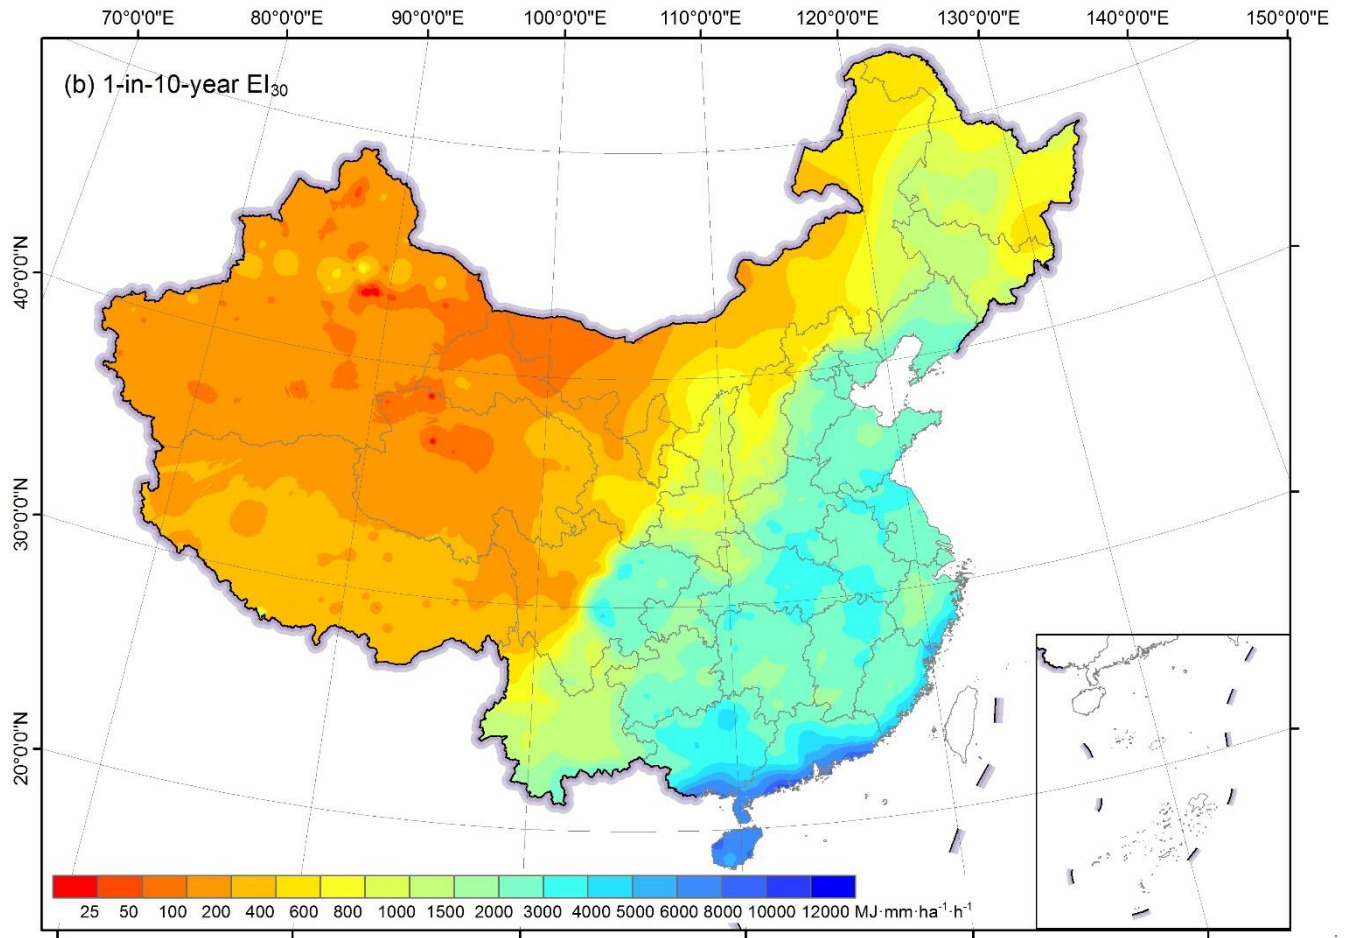 70°0'0"E 80°0'0"E 90°0'0"E 100°0'0"E 110°0'0"E 120°0'0"E 130°0'0"E 140°0'0"E 150°0'0"E
(b) 1-in-10-year EI₃₀
40°0'0"N
30°0'0"N
20°0'0"N
25 50 100 200 400 600 800 1000 1500 2000 3000 4000 5000 6000 8000 10000 12000 MJ·mm·ha⁻¹·h⁻¹